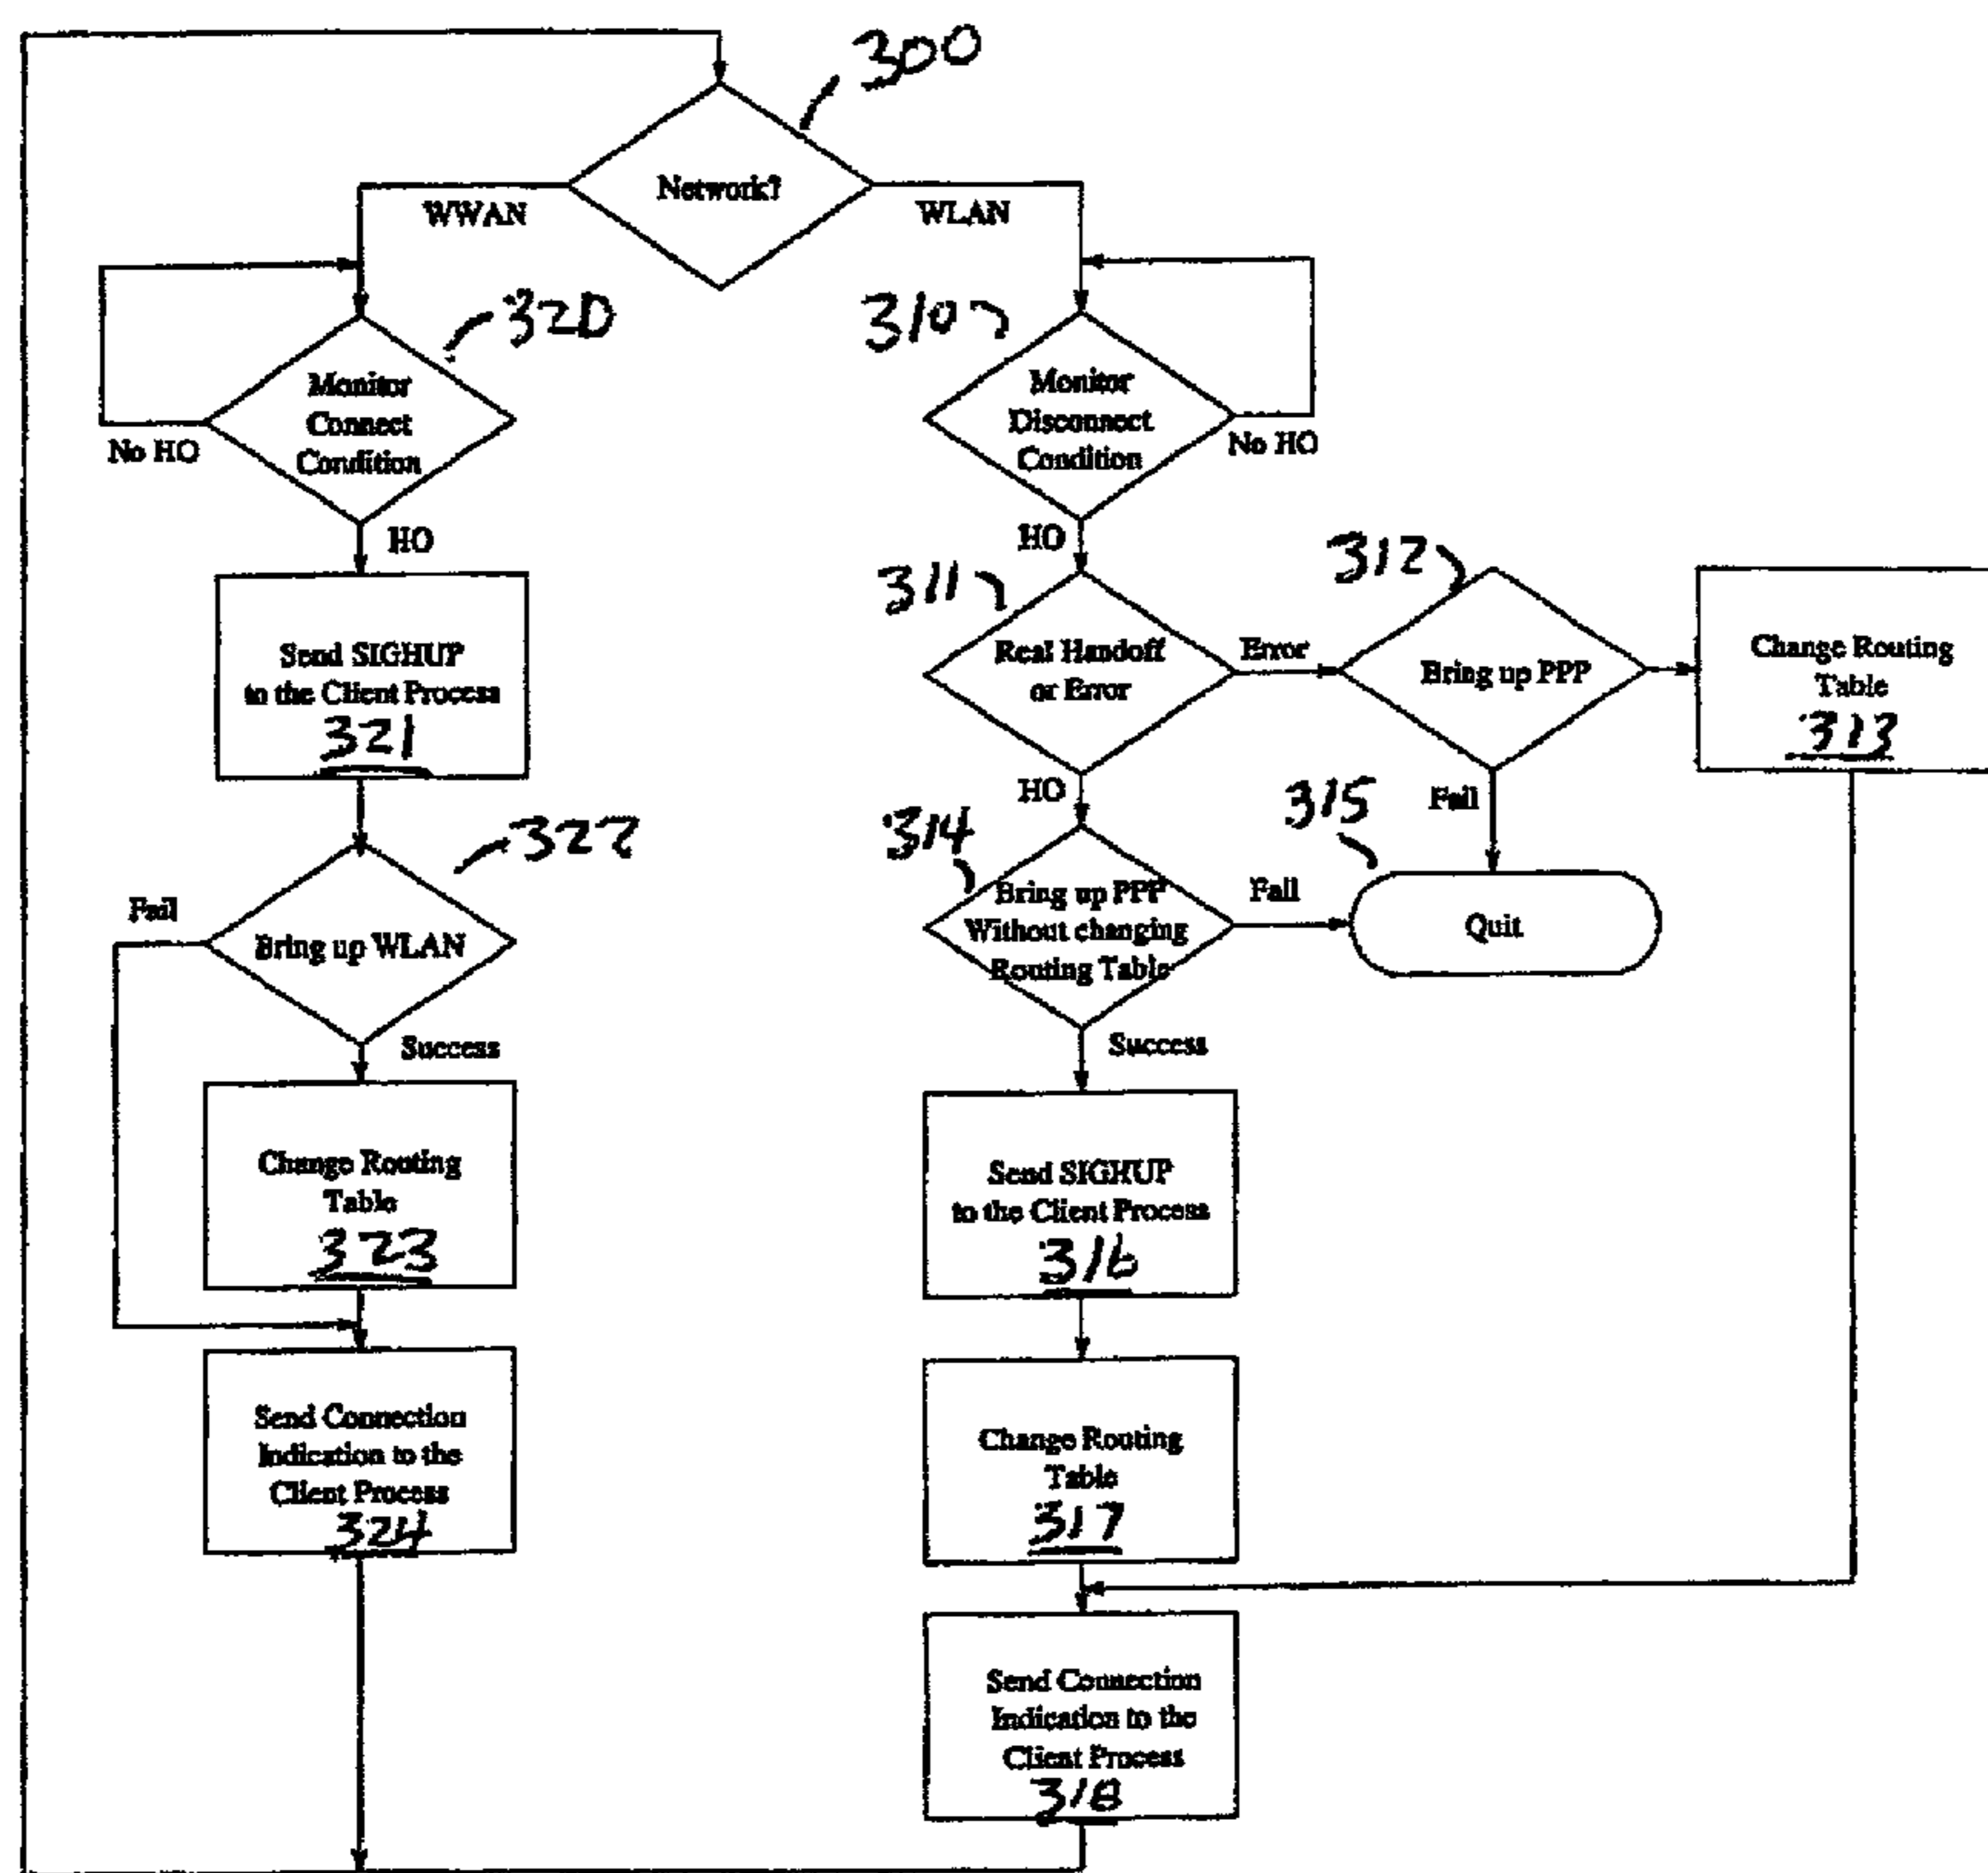 300
Network?
WWAN
WLAN
320
310
Monitor
Connect
Condition
Monitor
Disconnect
Condition
No HO
No HO
HO
HO
312
311
Send SIGHUP
to the Client Process
321
Real Handoff
or Error
Error
Bring up PPP
Change Routing
Table
313
HO
315
Fail
322
314
Fail
Bring up WLAN
Bring up PPP
Without changing
Routing Table
Fail
Quit
Success
Success
Change Routing
Table
323
Send SIGHUP
to the Client Process
316
Send Connection
Indication to the
Client Process
324
Change Routing
Table
317
Send Connection
Indication to the
Client Process
318